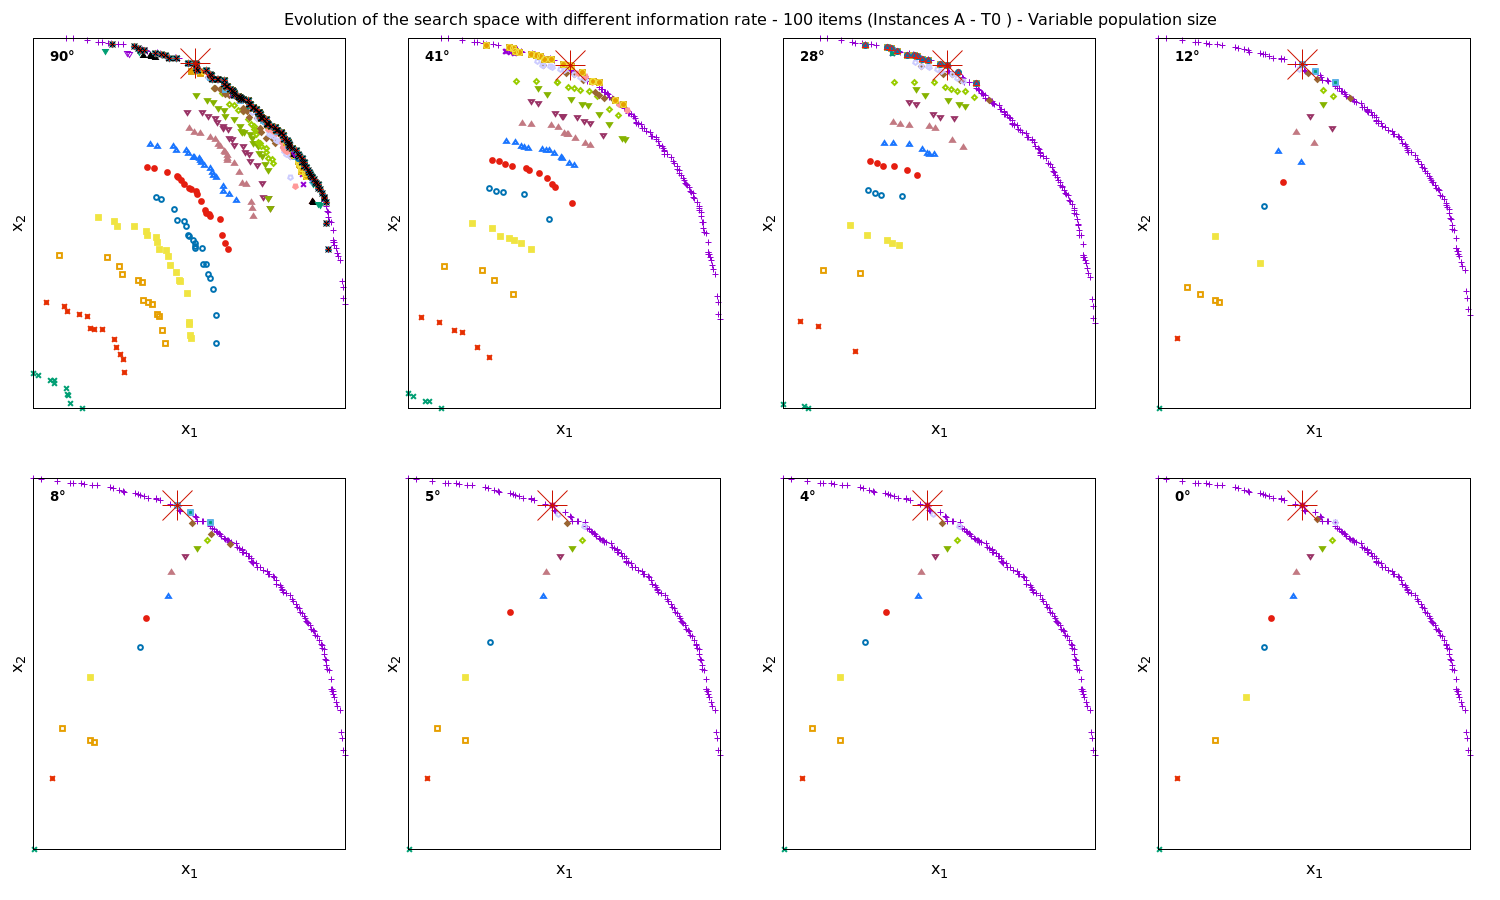 Evolution of the search space with different information rate - 100 items (Instances A - T0 ) - Variable population size
90°
41°
28°
12°
x2
x2
x2
x2
x1
x1
x1
x1
8°
5°
4°
0°
x2
x2
x2
x2
x1
x1
x1
x1